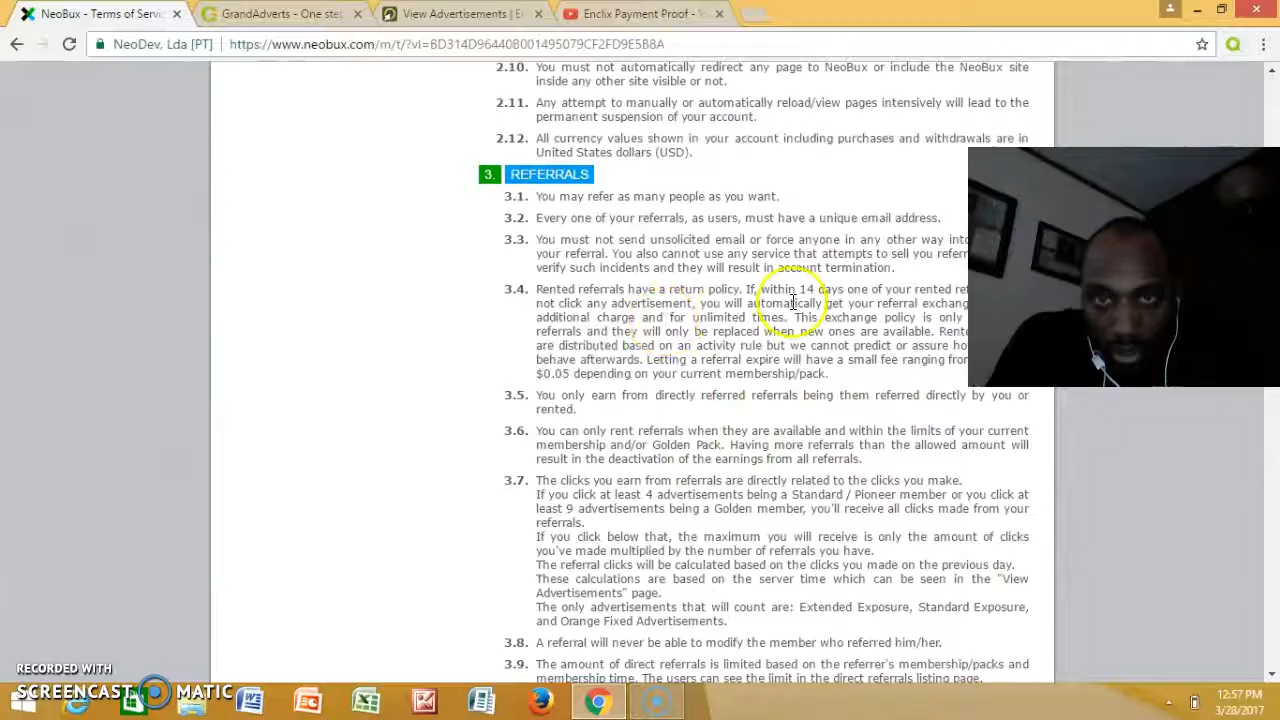 NeoBux - Terms of Serv
GrandAdverts - One step
View Advertisements | E
Enclix Payment Proof -
NeoDev, Lda [PT]
https://www.neobux.com/m/t/?vl=8D314D96440B001495079CF2FD9E5B8A
2.10. You must not automatically redirect any page to NeoBux or include the NeoBux site
inside any other site visible or not.
2.11. Any attempt to manually or automatically reload/view pages intensively will lead to the
permanent suspension of your account.
2.12. All currency values shown in your account including purchases and withdrawals are in
United States dollars (USD).
3. REFERRALS
3.1. You may refer as many people as you want.
3.2. Every one of your referrals, as users, must have a unique email address.
3.3. You must not send unsolicited email or force anyone in any other way into
your referral. You also cannot use any service that attempts to sell you refer
verify such incidents and they will result in account termination.
3.4. Rented referrals have a return policy. If, within 14 days one of your rented re
not click any advertisement, you will automatically get your referral exchang
additional charge and for unlimited times. This exchange policy is only
referrals and they will only be replaced when new ones are available. Rente
are distributed based on an activity rule but we cannot predict or assure ho
behave afterwards. Letting a referral expire will have a small fee ranging from
$0.05 depending on your current membership/pack.
3.5. You only earn from directly referred referrals being them referred directly by you or
rented.
3.6. You can only rent referrals when they are available and within the limits of your current
membership and/or Golden Pack. Having more referrals than the allowed amount will
result in the deactivation of the earnings from all referrals.
3.7. The clicks you earn from referrals are directly related to the clicks you make.
If you click at least 4 advertisements being a Standard / Pioneer member or you click at
least 9 advertisements being a Golden member, you'll receive all clicks made from your
referrals.
If you click below that, the maximum you will receive is only the amount of clicks
you've made multiplied by the number of referrals you have.
The referral clicks will be calculated based on the clicks you made on the previous day.
These calculations are based on the server time which can be seen in the "View
Advertisements" page.
The only advertisements that will count are: Extended Exposure, Standard Exposure,
and Orange Fixed Advertisements.
3.8. A referral will never be able to modify the member who referred him/her.
3.9. The amount of direct referrals is limited based on the referrer's membership/packs and
membership time. The users can see the limit in the direct referrals listing page.
RECORDED WITH
SCREENCAST MATIC
12:57 PM
3/28/2017